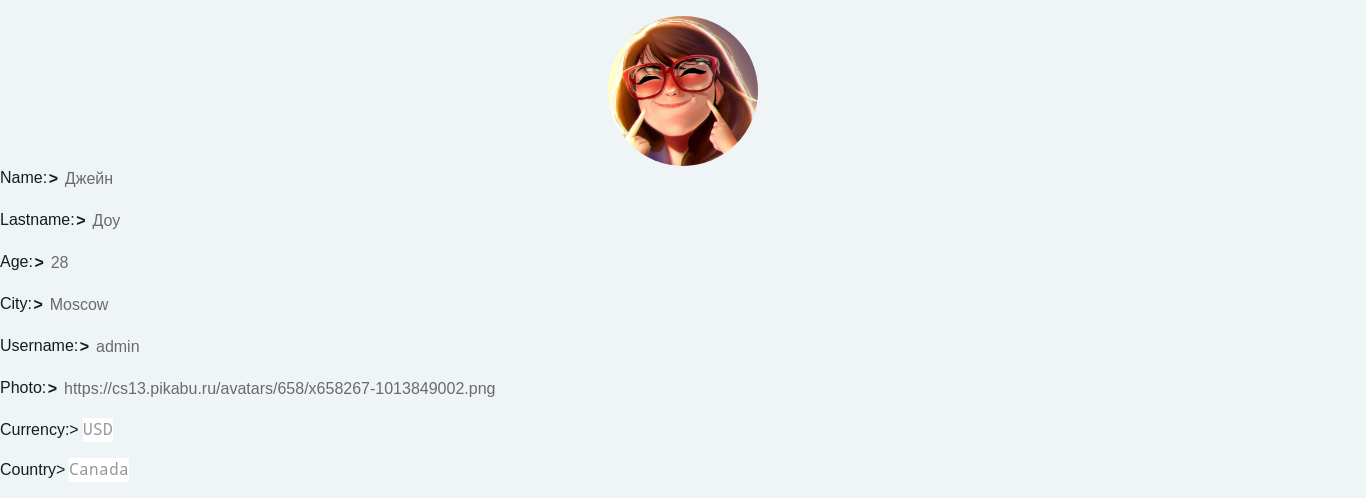 Name:> Джейн
Lastname:> Доу
Age:> 28
City:> Moscow
Username:> admin
Photo:> https://cs13.pikabu.ru/avatars/658/x658267-1013849002.png
Currency:> USD
Country> Canada